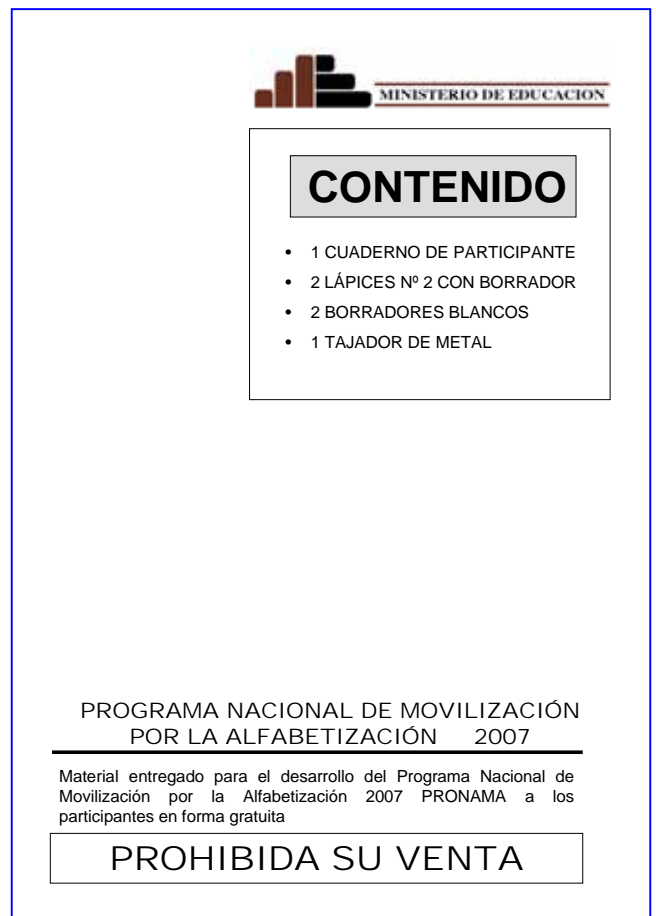 MINISTERIO DE EDUCACION
CONTENIDO
• 1 CUADERNO DE PARTICIPANTE
• 2 LÁPICES Nº 2 CON BORRADOR
• 2 BORRADORES BLANCOS
• 1 TAJADOR DE METAL
PROGRAMA NACIONAL DE MOVILIZACIÓN
POR LA ALFABETIZACIÓN 2007
Material entregado para el desarrollo del Programa Nacional de
Movilización por la Alfabetización 2007 PRONAMA a los
participantes en forma gratuita
PROHIBIDA SU VENTA